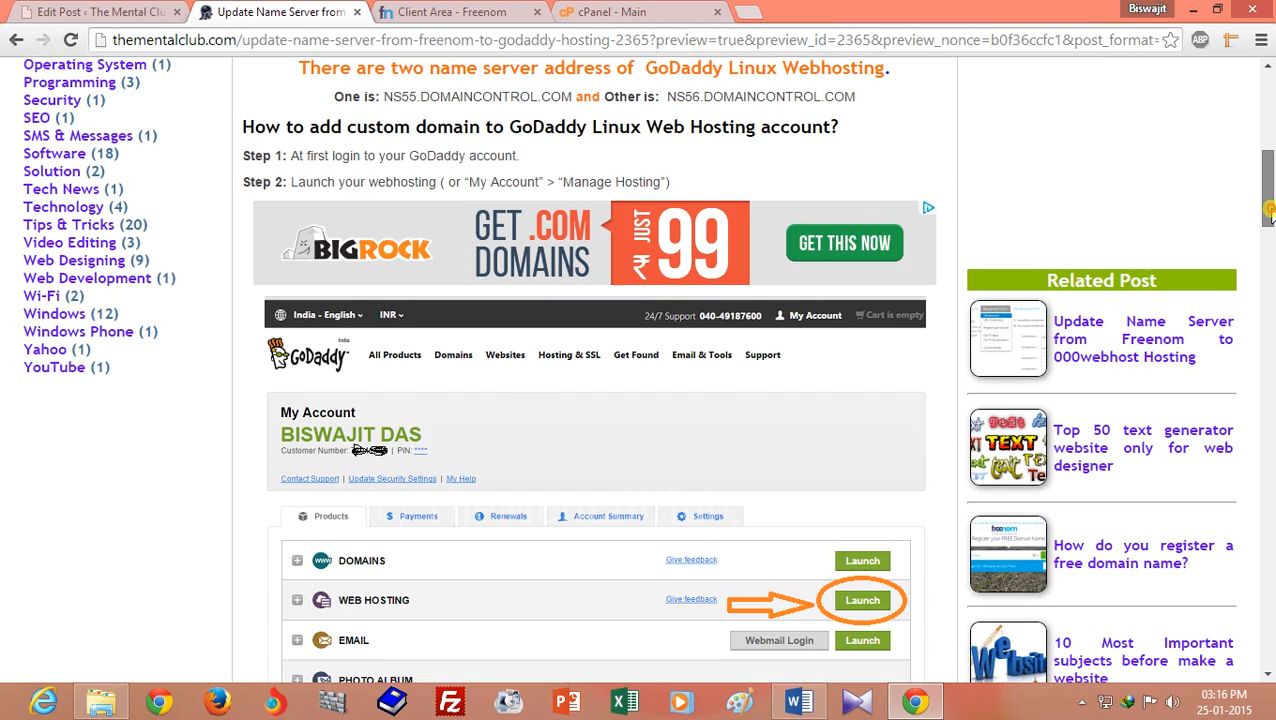 Edit Post ‹ The Mental Clu
Update Name Server from
Client Area - Freenom
cPanel - Main
Biswajit
thementalclub.com/update-name-server-from-freenom-to-godaddy-hosting-2365?preview=true&preview_id=2365&preview_nonce=b0f36ccfc1&post_format=
ABP
Operating System (1)
Programming (3)
Security (1)
SEO (1)
SMS & Messages (1)
Software (18)
Solution (2)
Tech News (1)
Technology (4)
Tips & Tricks (20)
Video Editing (3)
Web Designing (9)
Web Development (1)
Wi-Fi (2)
Windows (12)
Windows Phone (1)
Yahoo (1)
YouTube (1)
There are two name server address of GoDaddy Linux Webhosting.
One is: NS55.DOMAINCONTROL.COM and Other is: NS56.DOMAINCONTROL.COM
How to add custom domain to GoDaddy Linux Web Hosting account?
Step 1: At first login to your GoDaddy account.
Step 2: Launch your webhosting ( or “My Account” > “Manage Hosting”)
BIGROCK
GET .COM
DOMAINS
JUST
₹ 99
GET THIS NOW
India - English
INR
24/7 Support 040-49187600
My Account
Cart is empty
India
GoDaddy
All Products
Domains
Websites
Hosting & SSL
Get Found
Email & Tools
Support
My Account
BISWAJIT DAS
Customer Number:
| PIN: ****
Contact Support | Update Security Settings | My Help
Products
Payments
Renewals
Account Summary
Settings
DOMAINS
Give feedback
Launch
WEB HOSTING
Give feedback
Launch
EMAIL
Webmail Login
Launch
PHOTO ALBUM
Related Post
Update Name Server
from Freenom to
000webhost Hosting
Top 50 text generator
website only for web
designer
How do you register a
free domain name?
10 Most Important
subjects before make a
website
03:16 PM
25-01-2015